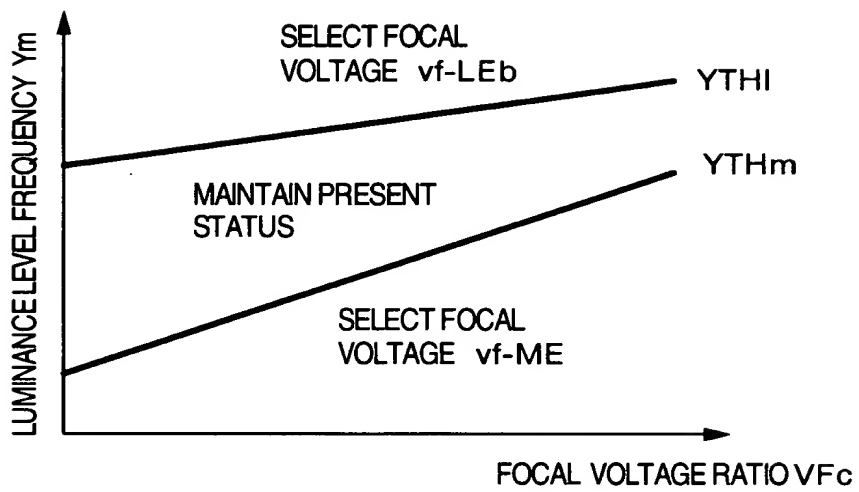 LUMINANCE LEVEL FREQUENCY Ym
SELECT FOCAL
VOLTAGE vf-LEb
YTHl
YTHm
MAINTAIN PRESENT
STATUS
SELECT FOCAL
VOLTAGE vf-ME
FOCAL VOLTAGE RATIO VFc